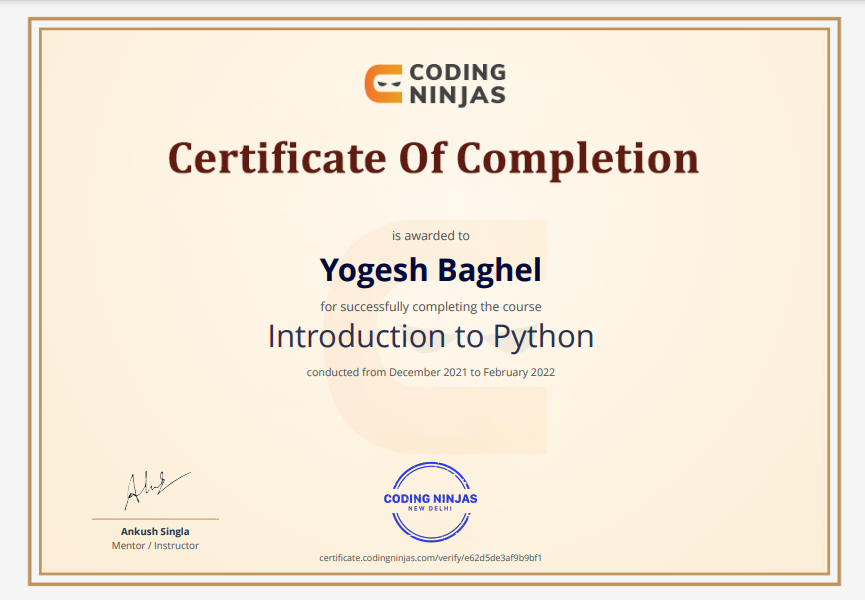 CODING
NINJAS
Certificate Of Completion
is awarded to
Yogesh Baghel
for successfully completing the course
Introduction to Python
conducted from December 2021 to February 2022
CODING NINJAS
NEW DELHI
Ankush Singla
Mentor / Instructor
certificate.codingninjas.com/verify/e62d5de3af9b9bf1